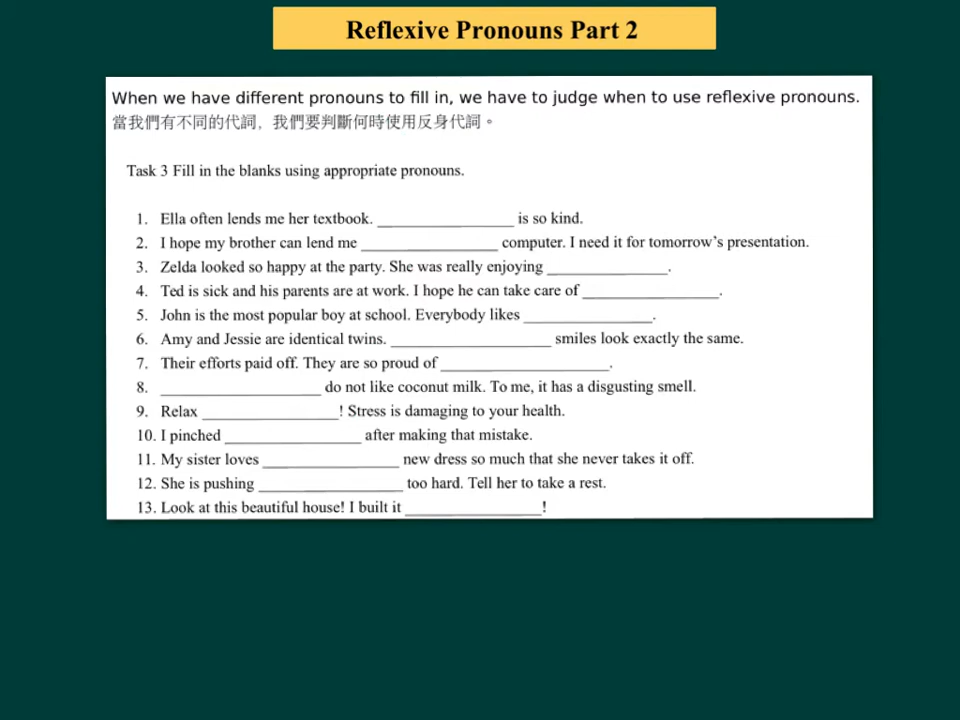 Reflexive Pronouns Part 2
When we have different pronouns to fill in, we have to judge when to use reflexive pronouns.
當我們有不同的代詞，我們要判斷何時使用反身代詞。
Task 3 Fill in the blanks using appropriate pronouns.
1. Ella often lends me her textbook. ________________ is so kind.
2. I hope my brother can lend me ________________ computer. I need it for tomorrow’s presentation.
3. Zelda looked so happy at the party. She was really enjoying ______________.
4. Ted is sick and his parents are at work. I hope he can take care of ________________.
5. John is the most popular boy at school. Everybody likes _______________.
6. Amy and Jessie are identical twins. ___________________ smiles look exactly the same.
7. Their efforts paid off. They are so proud of ____________________.
8. ___________________ do not like coconut milk. To me, it has a disgusting smell.
9. Relax ________________! Stress is damaging to your health.
10. I pinched ________________ after making that mistake.
11. My sister loves ________________ new dress so much that she never takes it off.
12. She is pushing _________________ too hard. Tell her to take a rest.
13. Look at this beautiful house! I built it ________________!